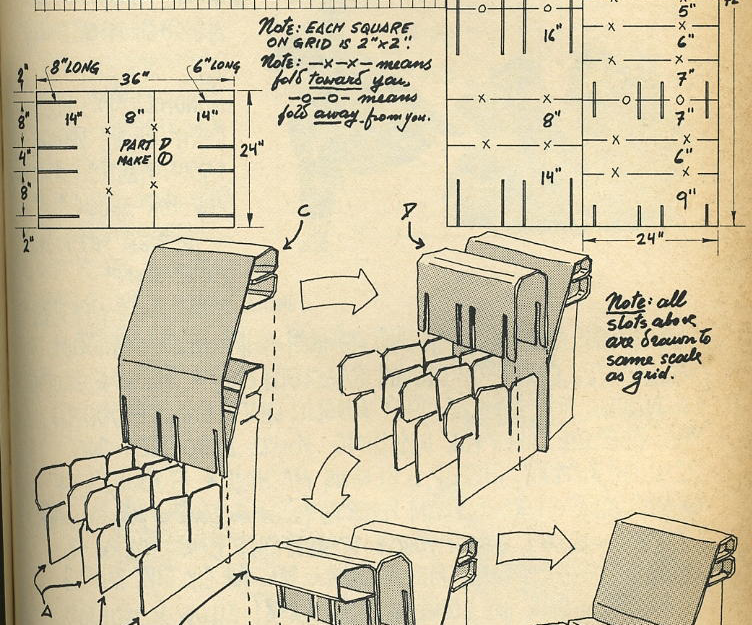 Note: EACH SQUARE
ON GRID IS 2"x2".
Note: —x—x— means
fold toward you,
—o—o— means
fold away from you.
8" LONG
36"
6" LONG
2"
8"
4"
8"
2"
14"
8"
14"
PART D
MAKE ①
24"
16"
8"
14"
5"
6"
7"
7"
6"
9"
24"
C
D
Note: all
slots above
are drawn to
same scale
as grid.
A